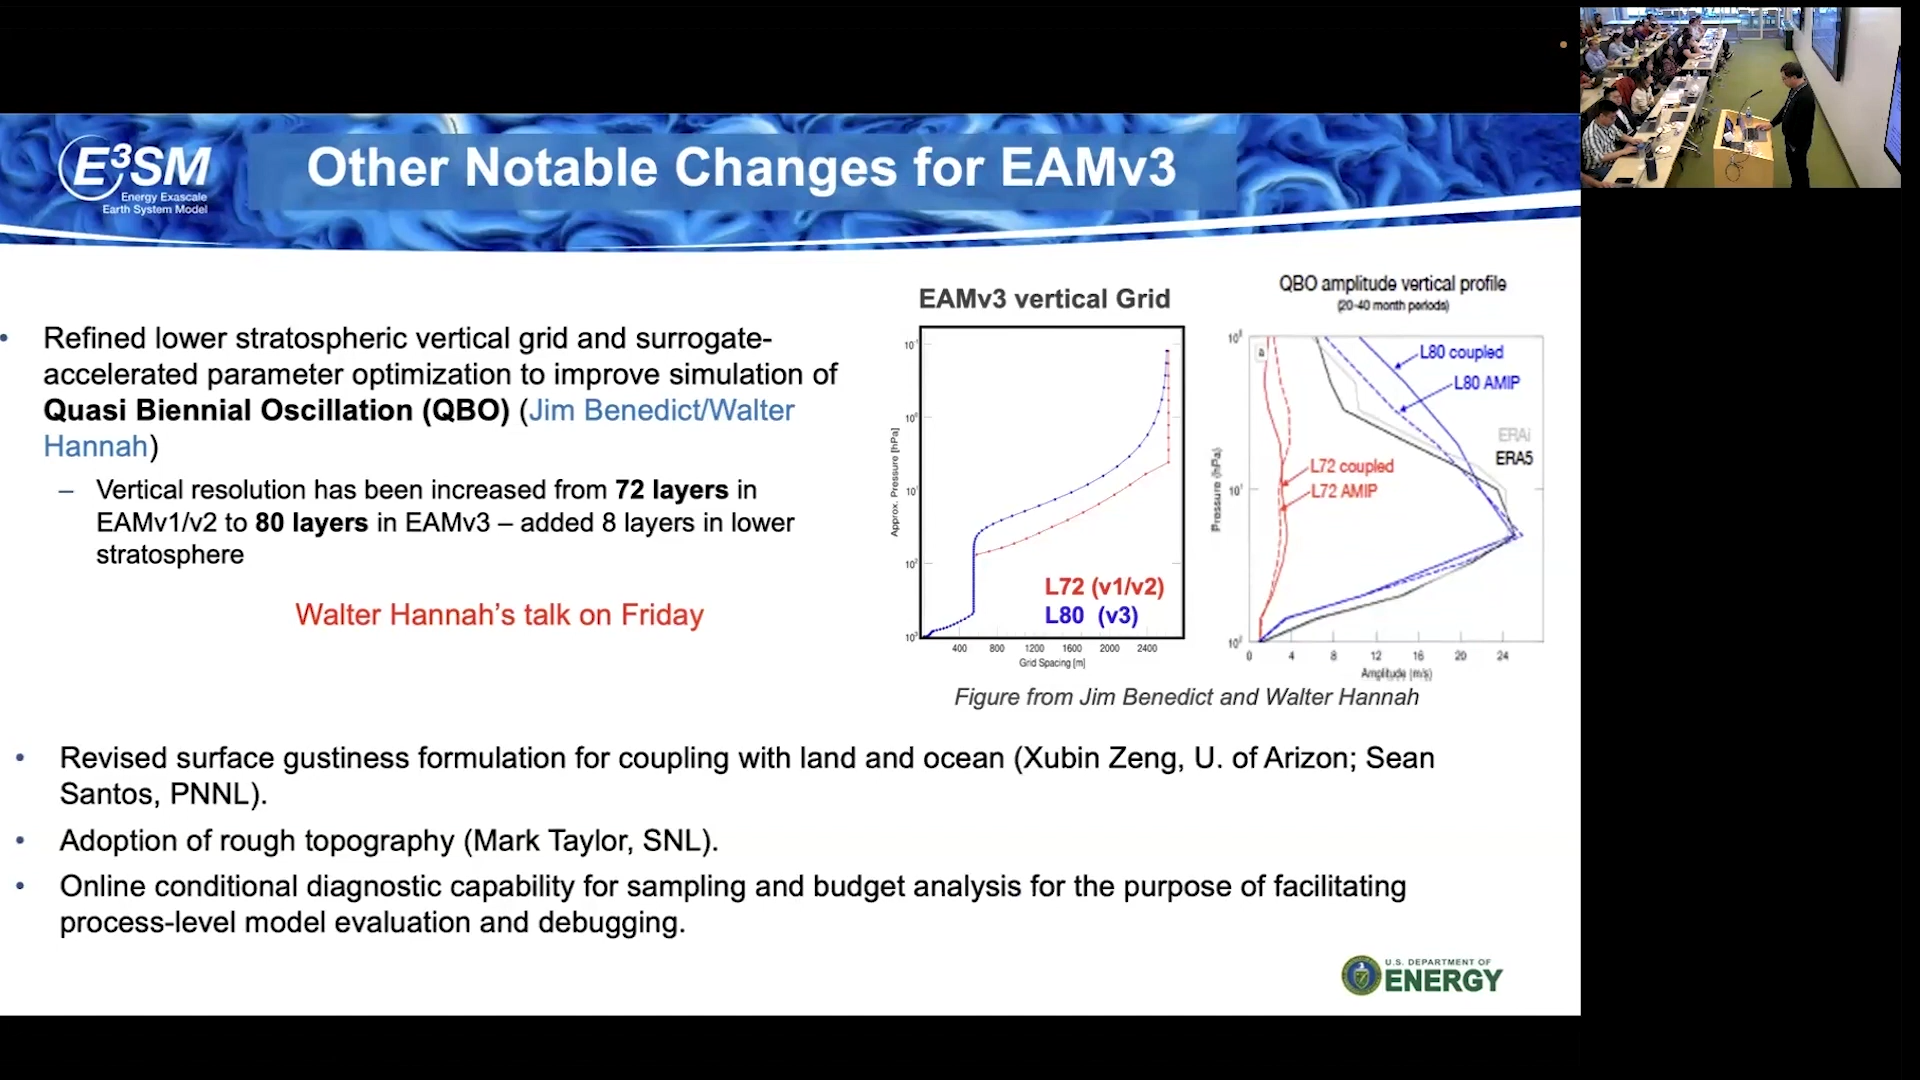 E³SM
Energy Exascale
Earth System Model
Other Notable Changes for EAMv3
• Refined lower stratospheric vertical grid and surrogate-
accelerated parameter optimization to improve simulation of
Quasi Biennial Oscillation (QBO) (Jim Benedict/Walter
Hannah)
– Vertical resolution has been increased from 72 layers in
EAMv1/v2 to 80 layers in EAMv3 – added 8 layers in lower
stratosphere
Walter Hannah's talk on Friday
EAMv3 vertical Grid
Approx. Pressure [hPa]
10⁻¹
10⁰
10¹
10²
10³
L72 (v1/v2)
L80 (v3)
400 800 1200 1600 2000 2400
Grid Spacing [m]
QBO amplitude vertical profile
(20-40 month periods)
a
L80 coupled
L80 AMIP
ERAi
ERA5
L72 coupled
L72 AMIP
Pressure (hPa)
10¹
0 4 8 12 16 20 24
Amplitude (m/s)
Figure from Jim Benedict and Walter Hannah
• Revised surface gustiness formulation for coupling with land and ocean (Xubin Zeng, U. of Arizon; Sean
Santos, PNNL).
• Adoption of rough topography (Mark Taylor, SNL).
• Online conditional diagnostic capability for sampling and budget analysis for the purpose of facilitating
process-level model evaluation and debugging.
U.S. DEPARTMENT OF
ENERGY